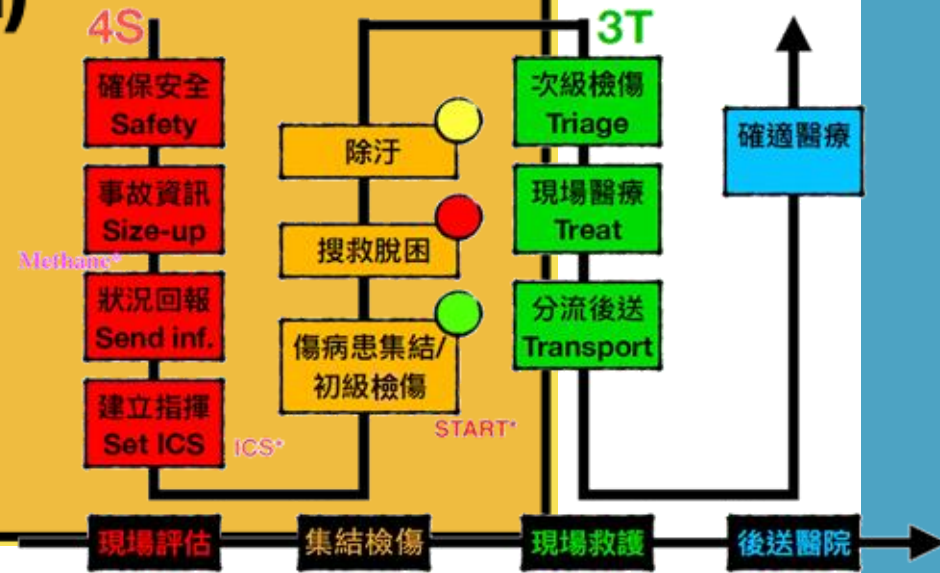 4S
確保安全
Safety
事故資訊
Size-up
Methane*
狀況回報
Send inf.
建立指揮
Set ICS
ICS*
除汙
搜救脫困
傷病患集結/
初級檢傷
START*
3T
次級檢傷
Triage
現場醫療
Treat
分流後送
Transport
確適醫療
現場評估
集結檢傷
現場救護
後送醫院